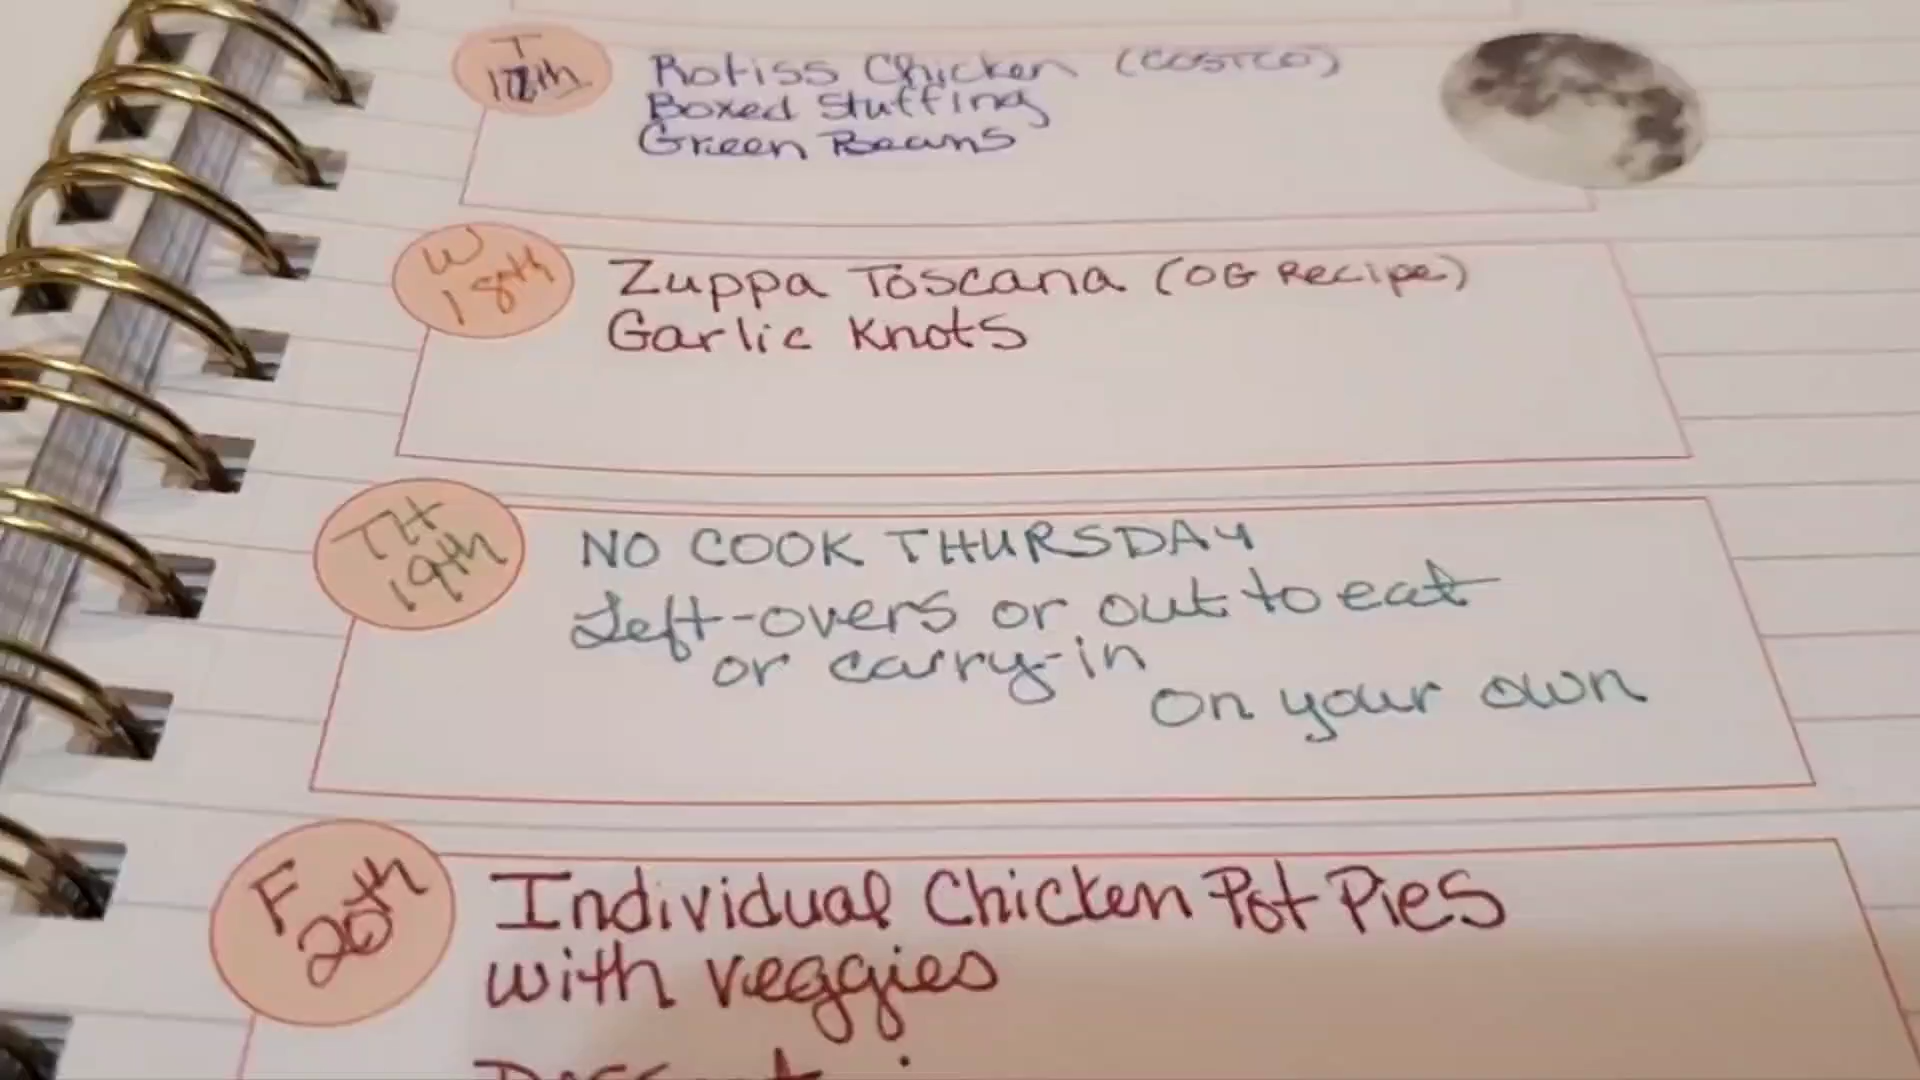 T
17th
Rotiss Chicken (COSTCO)
Boxed Stuffing
Green Beans
W
18th
Zuppa Toscana (OG Recipe)
Garlic Knots
TH
19th
NO COOK THURSDAY
Left-overs or out to eat
or carry-in
on your own
F
20th
Individual Chicken Pot Pies
with veggies